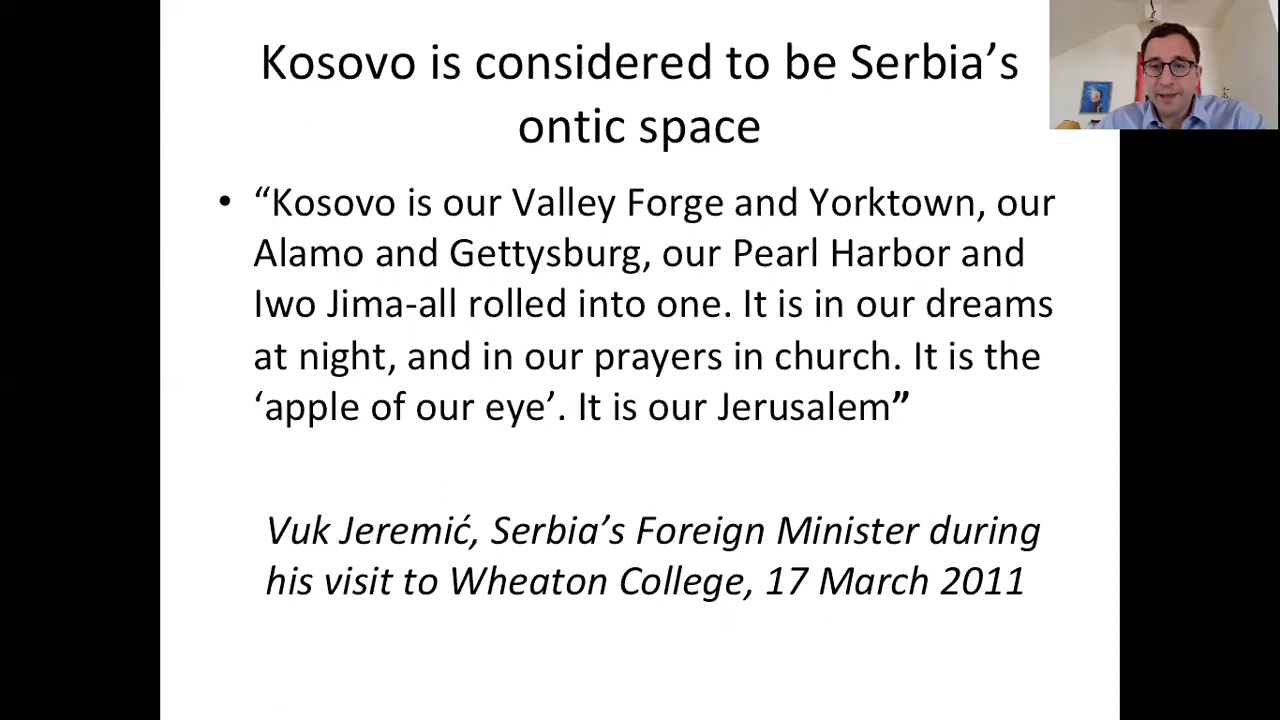 Kosovo is considered to be Serbia’s
ontic space
• “Kosovo is our Valley Forge and Yorktown, our
Alamo and Gettysburg, our Pearl Harbor and
Iwo Jima-all rolled into one. It is in our dreams
at night, and in our prayers in church. It is the
‘apple of our eye’. It is our Jerusalem”
Vuk Jeremić, Serbia’s Foreign Minister during
his visit to Wheaton College, 17 March 2011